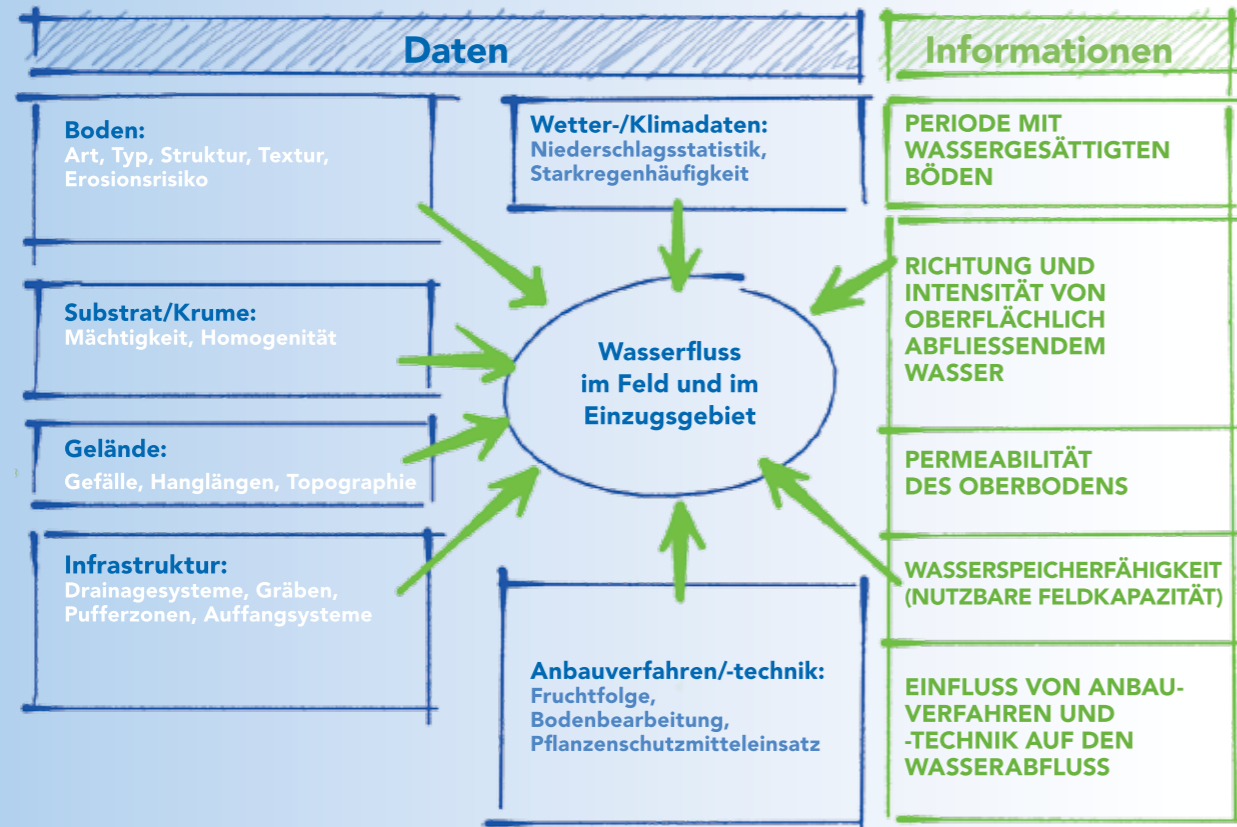 Daten
Boden:
Art, Typ, Struktur, Textur,
Erosionsrisiko
Substrat/Krume:
Mächtigkeit, Homogenität
Gelände:
Gefälle, Hanglängen, Topographie
Infrastruktur:
Drainagesysteme, Gräben,
Pufferzonen, Auffangsysteme
Wetter-/Klimadaten:
Niederschlagsstatistik,
Starkregenhäufigkeit
Wasserfluss
im Feld und im
Einzugsgebiet
Anbauverfahren/-technik:
Fruchtfolge,
Bodenbearbeitung,
Pflanzenschutzmitteleinsatz
Informationen
PERIODE MIT
WASSERGESÄTTIGTEN
BÖDEN
RICHTUNG UND
INTENSITÄT VON
OBERFLÄCHLICH
ABFLIESSENDEM
WASSER
PERMEABILITÄT
DES OBERBODENS
WASSERSPEICHERFÄHIGKEIT
(NUTZBARE FELDKAPAZITÄT)
EINFLUSS VON ANBAU-
VERFAHREN UND
-TECHNIK AUF DEN
WASSERABFLUSS